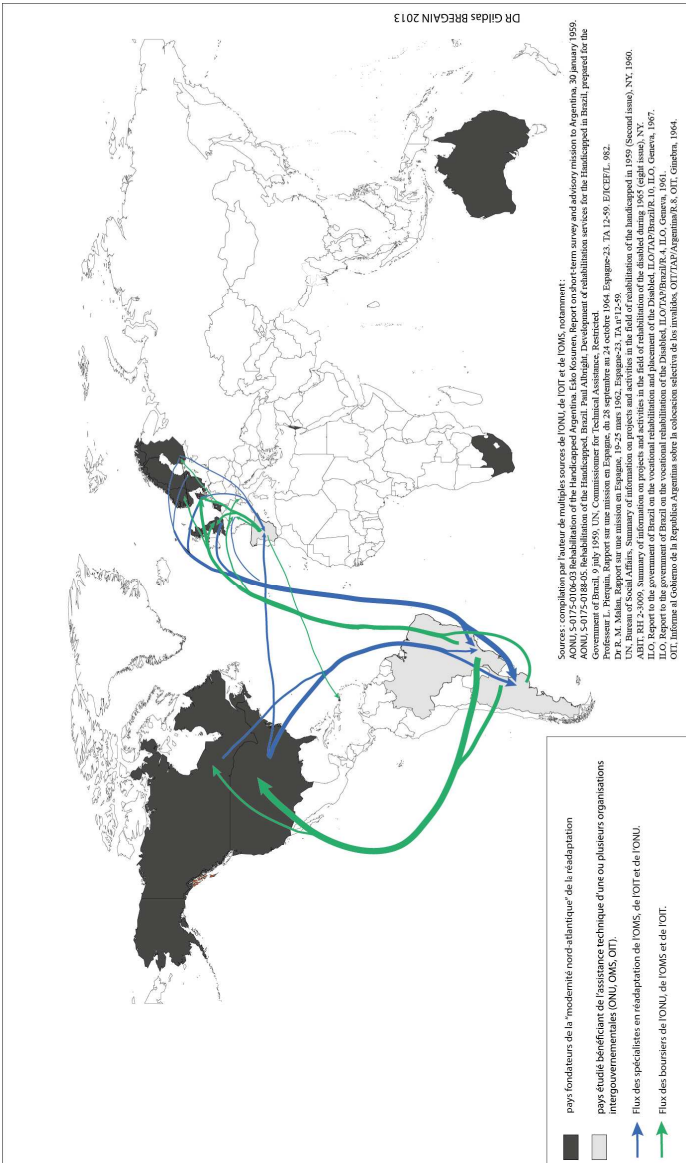 DR Gildas BREGAIN 2013
Sources : compilation par l'auteur de multiples sources de l'ONU, de l'OIT et de l'OMS, notamment :
AONU, S-0175-0106-03 Rehabilitation of the Handicapped Argentina. Esko Kosunen, Report on short-term survey and advisory mission to Argentina, 30 january 1959.
AONU, S-0175-0188-05. Rehabilitation of the Handicapped, Brazil. Paul Albright, Development of rehabilitation services for the Handicapped in Brazil, prepared for the
Government of Brazil, 9 july 1959, UN, Commissioner for Technical Assistance, Restricted.
Professeur L. Pierquin, Rapport sur une mission en Espagne, du 28 septembre au 24 octobre 1964. Espagne-23. TA 12-59. E/ICEF/L. 982.
Dr R. M. Malan, Rapport sur une mission en Espagne, 19-25 mars 1962, Espagne-23, TA n°12-59.
UN, Bureau of Social Affairs, Summary of information on projects and activities in the field of rehabilitation of the handicapped in 1959 (Second issue), NY, 1960.
ABIT, RH 2-3009, Summary of information on projects and activities in the field of rehabilitation of the disabled during 1965 (eight issue), NY.
ILO, Report to the government of Brazil on the vocational rehabilitation and placement of the Disabled, ILO/TAP/Brazil/R.10, ILO, Geneva, 1967.
ILO, Report to the government of Brazil on the vocational rehabilitation of the Disabled, ILO/TAP/Brazil/R.4, ILO, Geneva, 1961.
OIT, Informe al Gobierno de la Republica Argentina sobre la colocacion selectiva de los invalidos, OIT/TAP/Argentina/R.8, OIT, Ginebra, 1964.
pays fondateurs de la "modernité nord-atlantique" de la réadaptation
pays étudié bénéficiant de l'assistance technique d'une ou plusieurs organisations
intergouvernementales (ONU, OMS, OIT).
Flux des spécialistes en réadaptation de l'OMS, de l'OIT et de l'ONU.
Flux des boursiers de l'ONU, de l'OMS et de l'OIT.